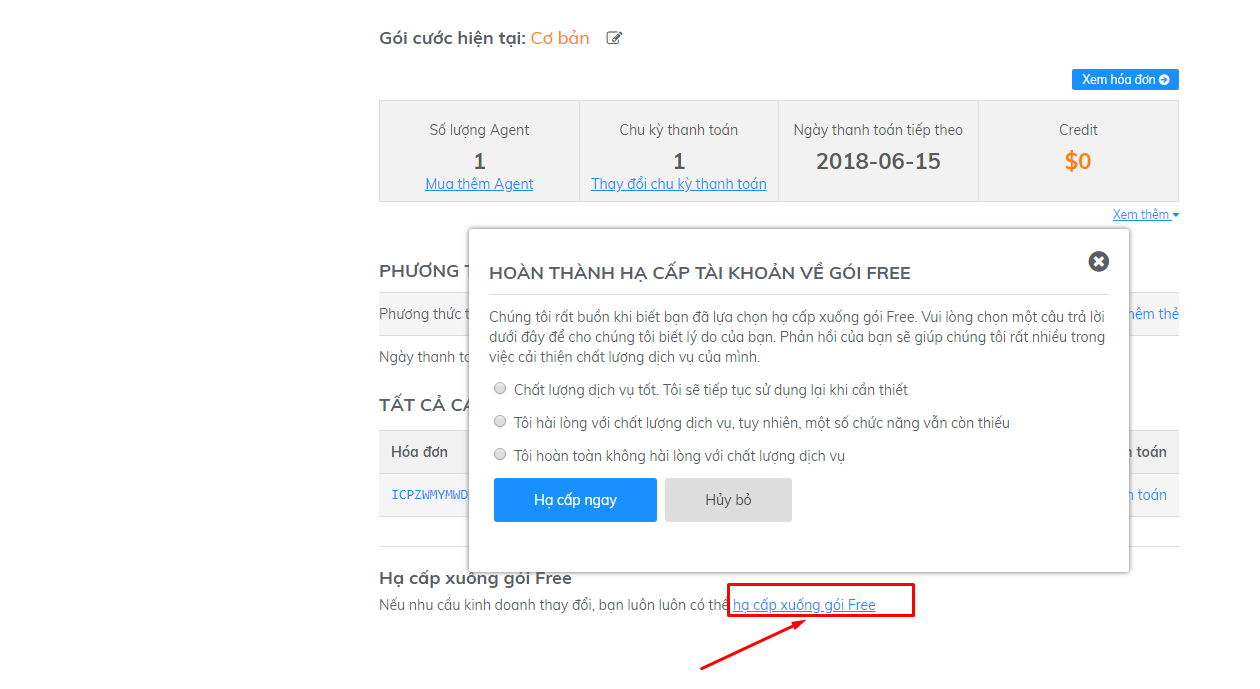 Gói cước hiện tại: Cơ bản
Xem hóa đơn
Số lượng Agent
1
Mua thêm Agent
Chu kỳ thanh toán
1
Thay đổi chu kỳ thanh toán
Ngày thanh toán tiếp theo
2018-06-15
Credit
$0
Xem thêm
PHƯƠNG
HOÀN THÀNH HẠ CẤP TÀI KHOẢN VỀ GÓI FREE
Phương thức
thẻ
Chúng tôi rất buồn khi biết bạn đã lựa chọn hạ cấp xuống gói Free. Vui lòng chọn một câu trả lời
dưới đây để cho chúng tôi biết lý do của bạn. Phản hồi của bạn sẽ giúp chúng tôi rất nhiều trong
việc cải thiện chất lượng dịch vụ của mình.
Ngày thanh
Chất lượng dịch vụ tốt. Tôi sẽ tiếp tục sử dụng lại khi cần thiết
TẤT CẢ
Tôi hài lòng với chất lượng dịch vụ, tuy nhiên, một số chức năng vẫn còn thiếu
Hóa đơn
toán
Tôi hoàn toàn không hài lòng với chất lượng dịch vụ
ICPZWMYMWD
toán
Hạ cấp ngay
Hủy bỏ
Hạ cấp xuống gói Free
Nếu nhu cầu kinh doanh thay đổi, bạn luôn luôn có thể hạ cấp xuống gói Free